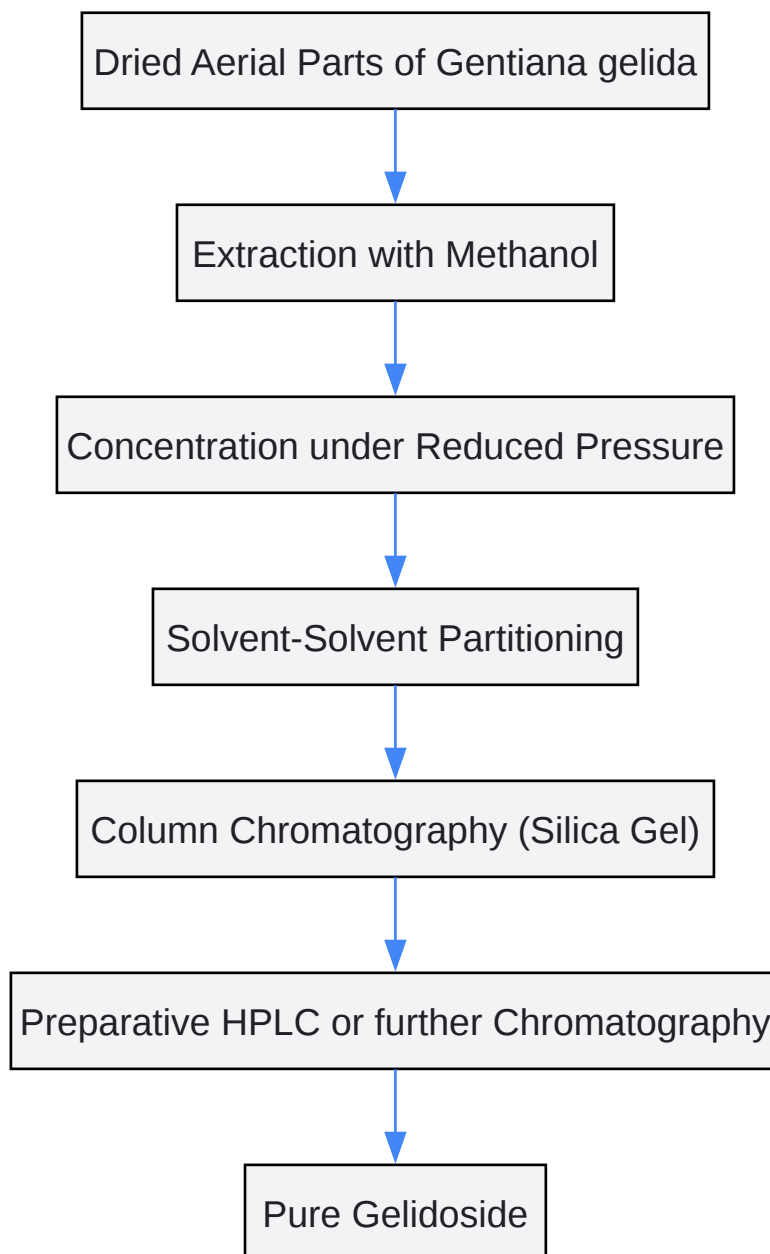 Dried Aerial Parts of Gentiana gelida
Extraction with Methanol
Concentration under Reduced Pressure
Solvent-Solvent Partitioning
Column Chromatography (Silica Gel)
Preparative HPLC or further Chromatography
Pure Gelidoside